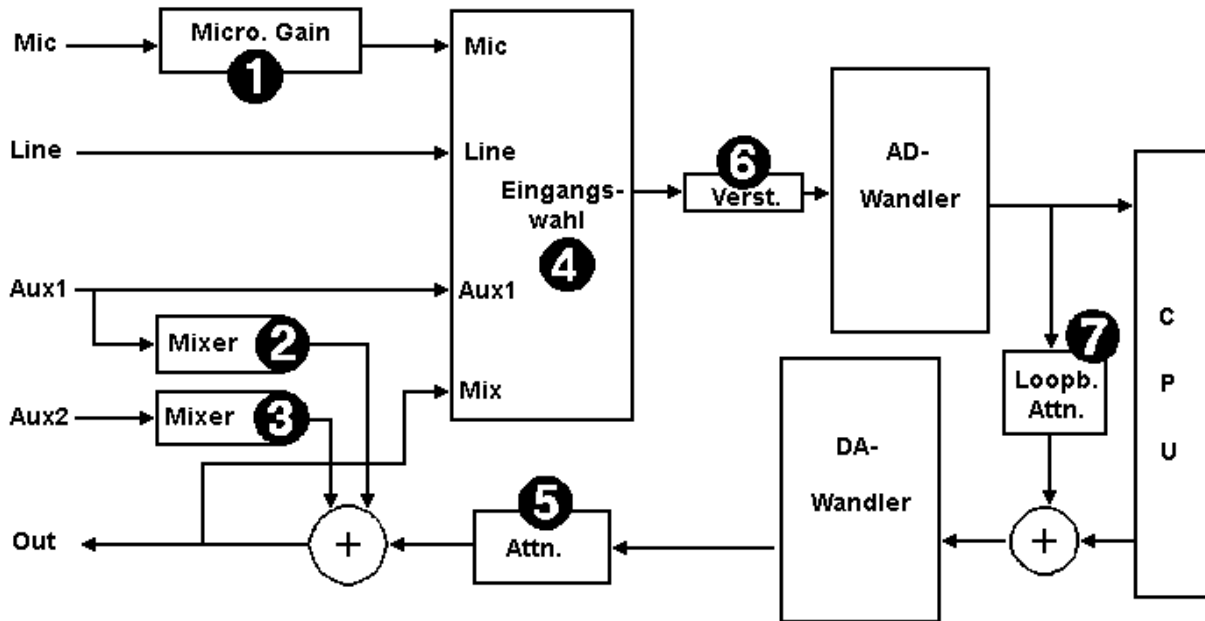 Mic
Micro. Gain
1
Mic
Line
Line
Eingangs-
wahl
4
6
Verst.
AD-
Wandler
Aux1
Aux1
Mixer 2
Aux2
Mixer 3
Mix
7
Loopb.
Attn.
C
P
U
DA-
Wandler
5
Attn.
Out
+
+